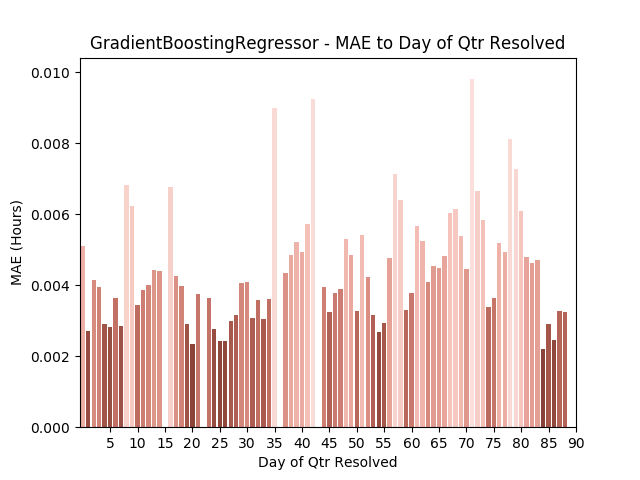 GradientBoostingRegressor - MAE to Day of Qtr Resolved
0.010
0.008
0.006
0.004
0.002
0.000
MAE (Hours)
5 10 15 20 25 30 35 40 45 50 55 60 65 70 75 80 85 90
Day of Qtr Resolved